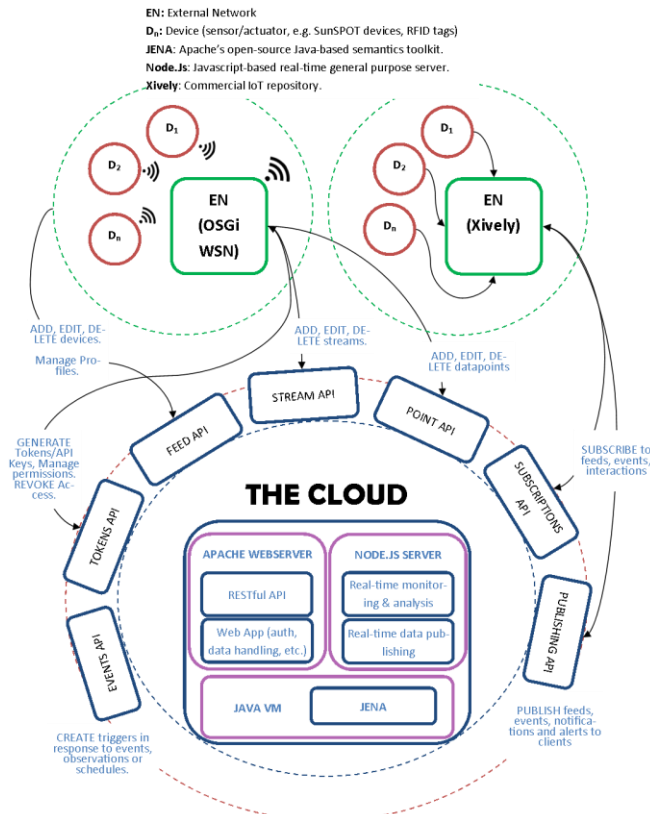 EN: External Network
Dn: Device (sensor/actuator, e.g. SunSPOT devices, RFID tags)
JENA: Apache's open-source Java-based semantics toolkit.
Node.Js: Javascript-based real-time general purpose server.
Xively: Commercial IoT repository.
D1
D2
Dn
EN
(OSGi
WSN)
D1
D2
Dn
EN
(Xively)
ADD, EDIT, DE-
LETE devices.
Manage Pro-
files.
ADD, EDIT, DE-
LETE streams.
ADD, EDIT, DE-
LETE datapoints
GENERATE
Tokens/API
Keys, Manage
permissions.
REVOKE Ac-
cess.
SUBSCRIBE to
feeds, events,
interactions
EVENTS API
TOKENS API
FEED API
STREAM API
POINT API
SUBSCRIPTIONS
API
PUBLISHING API
THE CLOUD
APACHE WEBSERVER
RESTful API
Web App (auth,
data handling, etc.)
NODE.JS SERVER
Real-time monitor-
ing & analysis
Real-time data pub-
lishing
JAVA VM
JENA
CREATE triggers in
response to events,
observations or
schedules.
PUBLISH feeds,
events, notifica-
tions and alerts to
clients